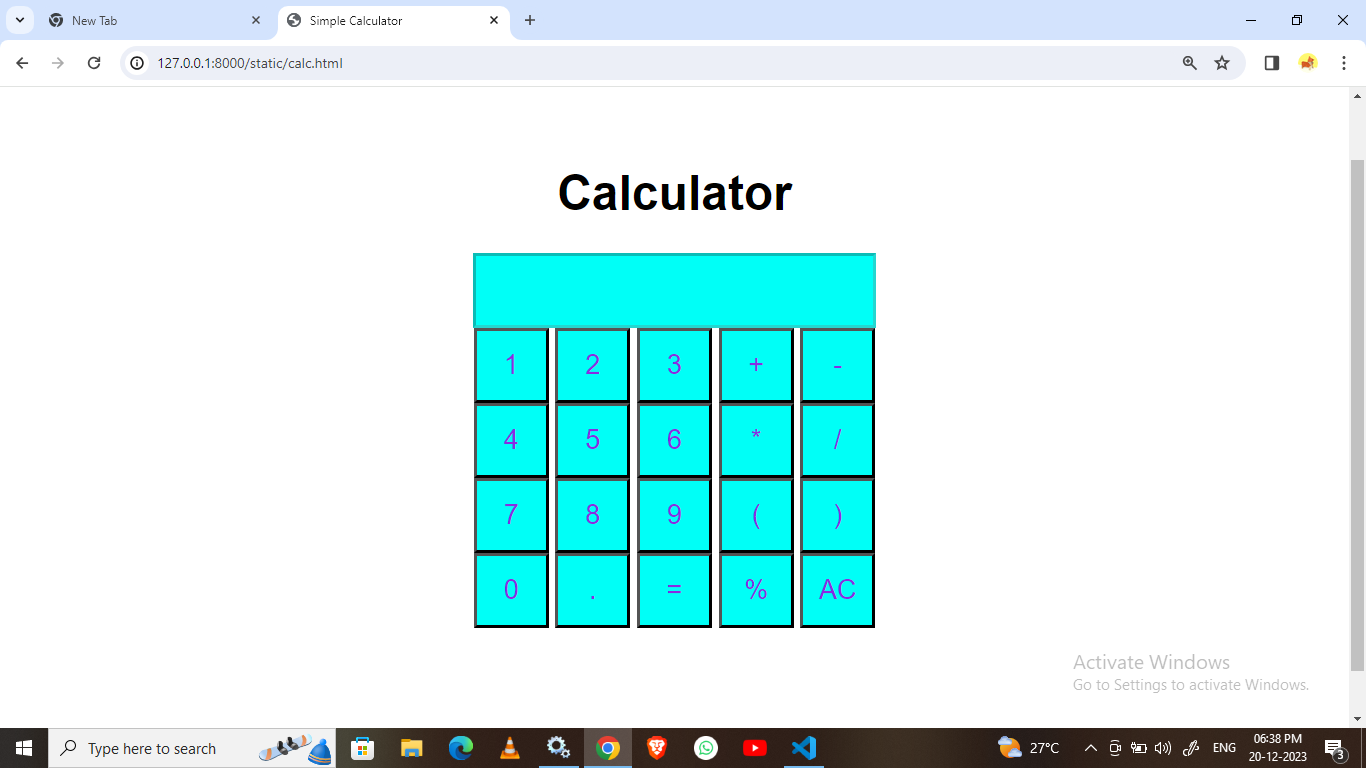 New Tab
Simple Calculator
127.0.0.1:8000/static/calc.html
Calculator
1 2 3 + -
4 5 6 * /
7 8 9 ( )
0 . = % AC
Activate Windows
Go to Settings to activate Windows.
Type here to search
27°C
ENG
06:38 PM
20-12-2023
3